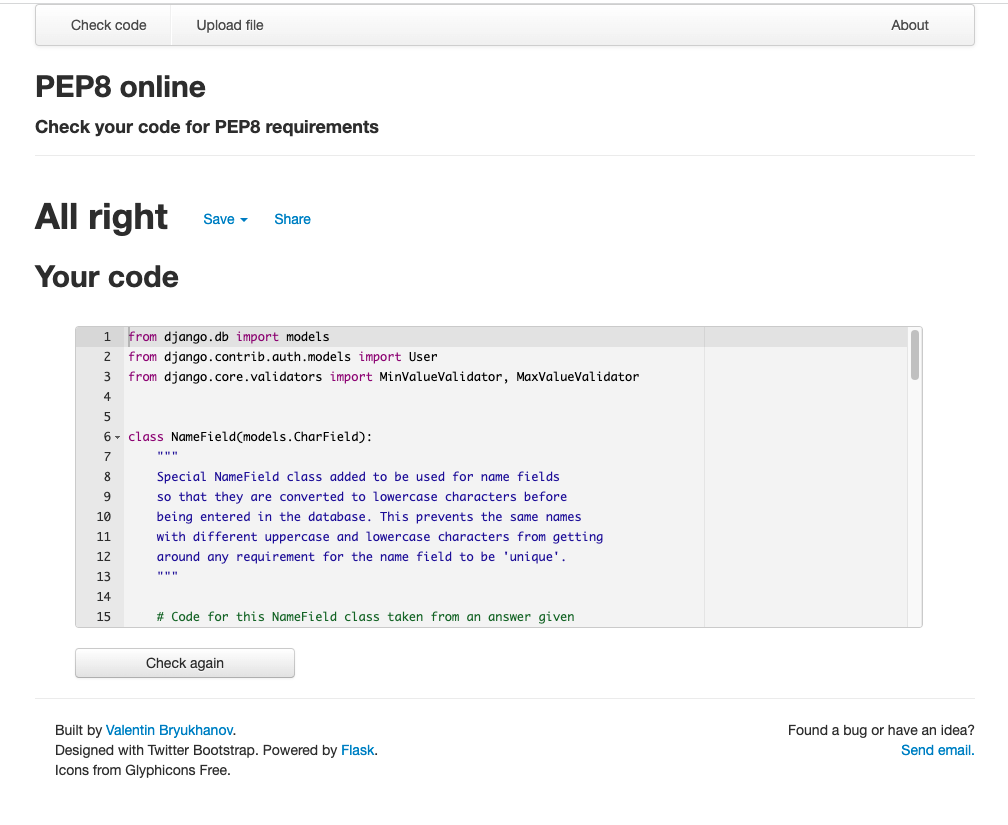 Check code Upload file About
PEP8 online
Check your code for PEP8 requirements
All right Save Share
Your code
1 from django.db import models
2 from django.contrib.auth.models import User
3 from django.core.validators import MinValueValidator, MaxValueValidator
4
5
6 class NameField(models.CharField):
7 """
8 Special NameField class added to be used for name fields
9 so that they are converted to lowercase characters before
10 being entered in the database. This prevents the same names
11 with different uppercase and lowercase characters from getting
12 around any requirement for the name field to be 'unique'.
13 """
14
15 # Code for this NameField class taken from an answer given
Check again
Built by Valentin Bryukhanov. Found a bug or have an idea?
Designed with Twitter Bootstrap. Powered by Flask. Send email.
Icons from Glyphicons Free.